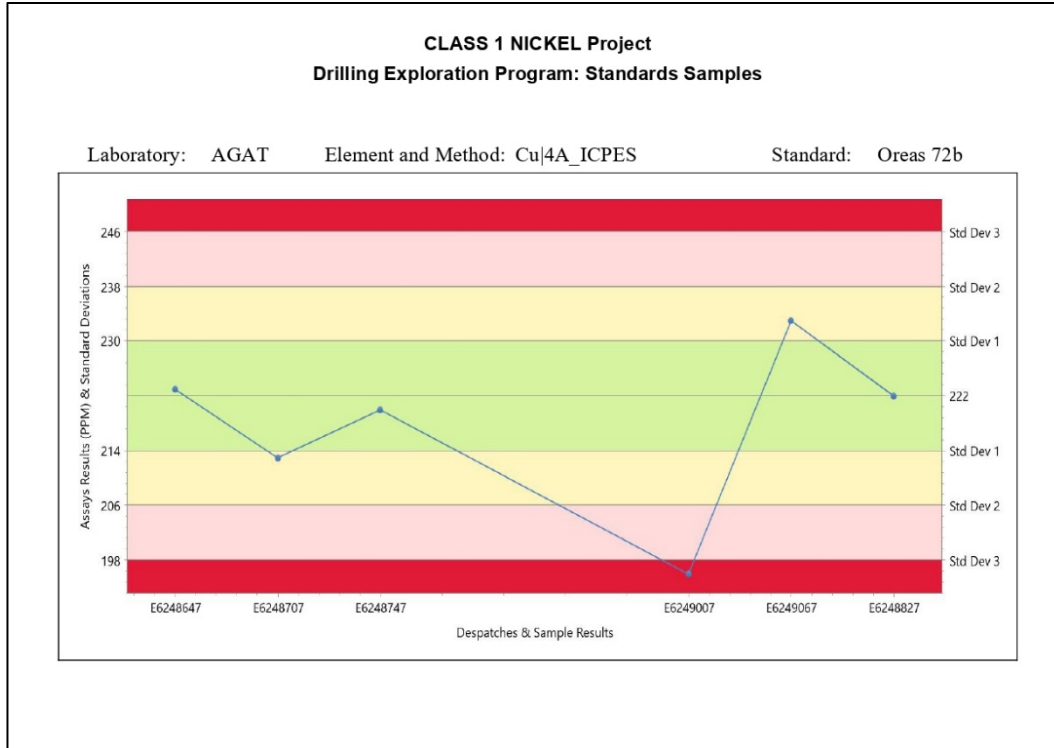 CLASS 1 NICKEL Project
Drilling Exploration Program: Standards Samples
Laboratory: AGAT Element and Method: Cu|4A_ICPES Standard: Oreas 72b
Assays Results (PPM) & Standard Deviations
246 Std Dev 3
238 Std Dev 2
230 Std Dev 1
222
214 Std Dev 1
206 Std Dev 2
198 Std Dev 3
E6248647 E6248707 E6248747 E6249007 E6249067 E6248827
Despatches & Sample Results